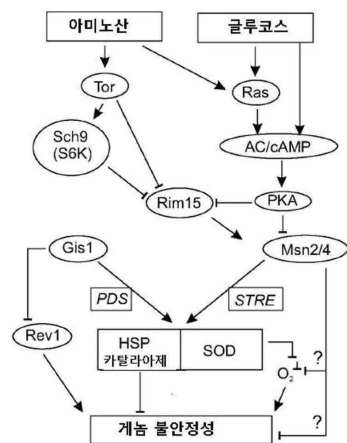 아미노산
글루코스
Tor
Ras
Sch9
(S6K)
AC/cAMP
Rim15
PKA
Gis1
Msn2/4
PDS
STRE
Rev1
HSP
카탈라아제
SOD
O₂⁻
?
?
게놈 불안정성